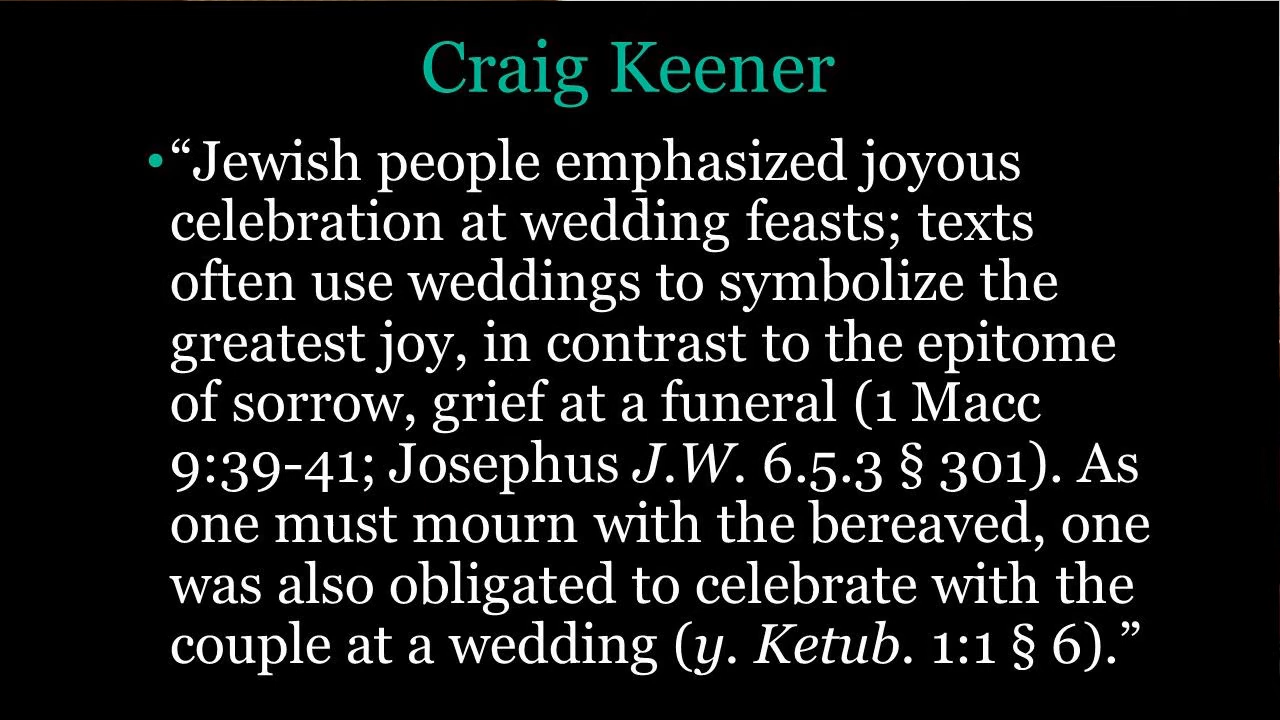 Craig Keener
•“Jewish people emphasized joyous
celebration at wedding feasts; texts
often use weddings to symbolize the
greatest joy, in contrast to the epitome
of sorrow, grief at a funeral (1 Macc
9:39-41; Josephus J.W. 6.5.3 § 301). As
one must mourn with the bereaved, one
was also obligated to celebrate with the
couple at a wedding (y. Ketub. 1:1 § 6).”